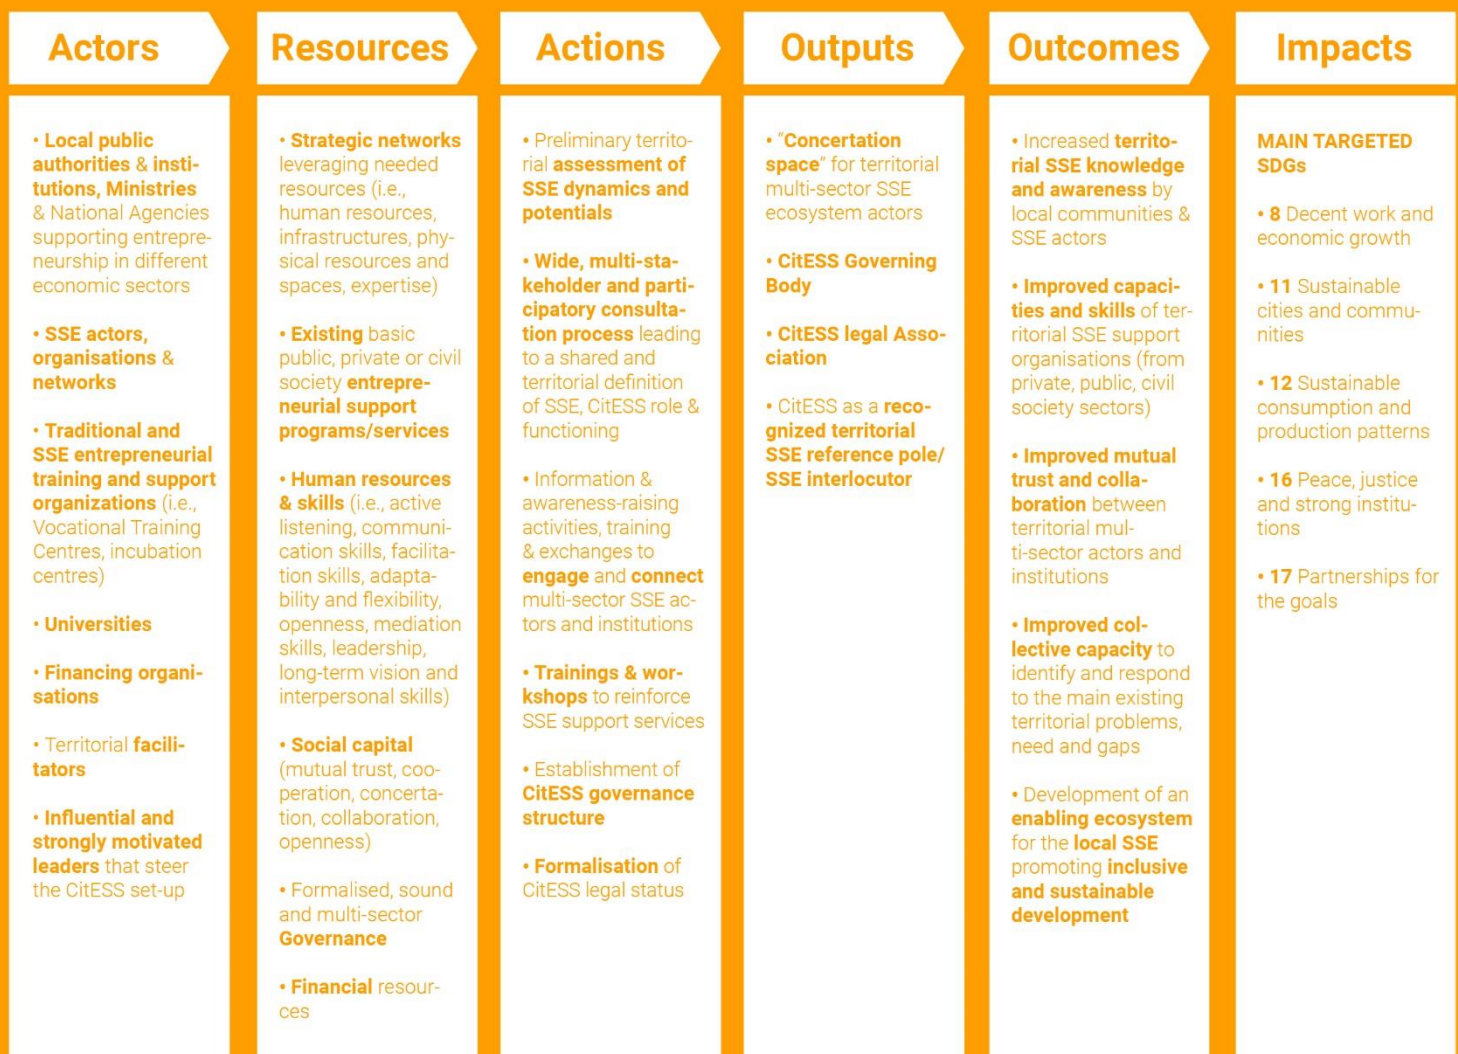 Actors
Resources
Actions
Outputs
Outcomes
Impacts
• Local public
authorities & insti-
tutions, Ministries
& National Agencies
supporting entrepre-
neurship in different
economic sectors
• SSE actors,
organisations &
networks
• Traditional and
SSE entrepreneurial
training and support
organizations (i.e.,
Vocational Training
Centres, incubation
centres)
• Universities
• Financing organi-
sations
• Territorial facili-
tators
• Influential and
strongly motivated
leaders that steer
the CitESS set-up
• Strategic networks
leveraging needed
resources (i.e.,
human resources,
infrastructures, phy-
sical resources and
spaces, expertise)
• Existing basic
public, private or civil
society entrepre-
neurial support
programs/services
• Human resources
& skills (i.e., active
listening, communi-
cation skills, facilita-
tion skills, adapta-
bility and flexibility,
openness, mediation
skills, leadership,
long-term vision and
interpersonal skills)
• Social capital
(mutual trust, coo-
peration, concerta-
tion, collaboration,
openness)
• Formalised, sound
and multi-sector
Governance
• Financial resour-
ces
• Preliminary territo-
rial assessment of
SSE dynamics and
potentials
• Wide, multi-sta-
keholder and parti-
cipatory consulta-
tion process leading
to a shared and
territorial definition
of SSE, CitESS role &
functioning
• Information &
awareness-raising
activities, training
& exchanges to
engage and connect
multi-sector SSE ac-
tors and institutions
• Trainings & wor-
kshops to reinforce
SSE support services
• Establishment of
CitESS governance
structure
• Formalisation of
CitESS legal status
• “Concertation
space” for territorial
multi-sector SSE
ecosystem actors
• CitESS Governing
Body
• CitESS legal Asso-
ciation
• CitESS as a reco-
gnized territorial
SSE reference pole/
SSE interlocutor
• Increased territo-
rial SSE knowledge
and awareness by
local communities &
SSE actors
• Improved capaci-
ties and skills of ter-
ritorial SSE support
organisations (from
private, public, civil
society sectors)
• Improved mutual
trust and colla-
boration between
territorial mul-
ti-sector actors and
institutions
• Improved col-
lective capacity to
identify and respond
to the main existing
territorial problems,
need and gaps
• Development of an
enabling ecosystem
for the local SSE
promoting inclusive
and sustainable
development
MAIN TARGETED
SDGs
• 8 Decent work and
economic growth
• 11 Sustainable
cities and commu-
nities
• 12 Sustainable
consumption and
production patterns
• 16 Peace, justice
and strong institu-
tions
• 17 Partnerships for
the goals